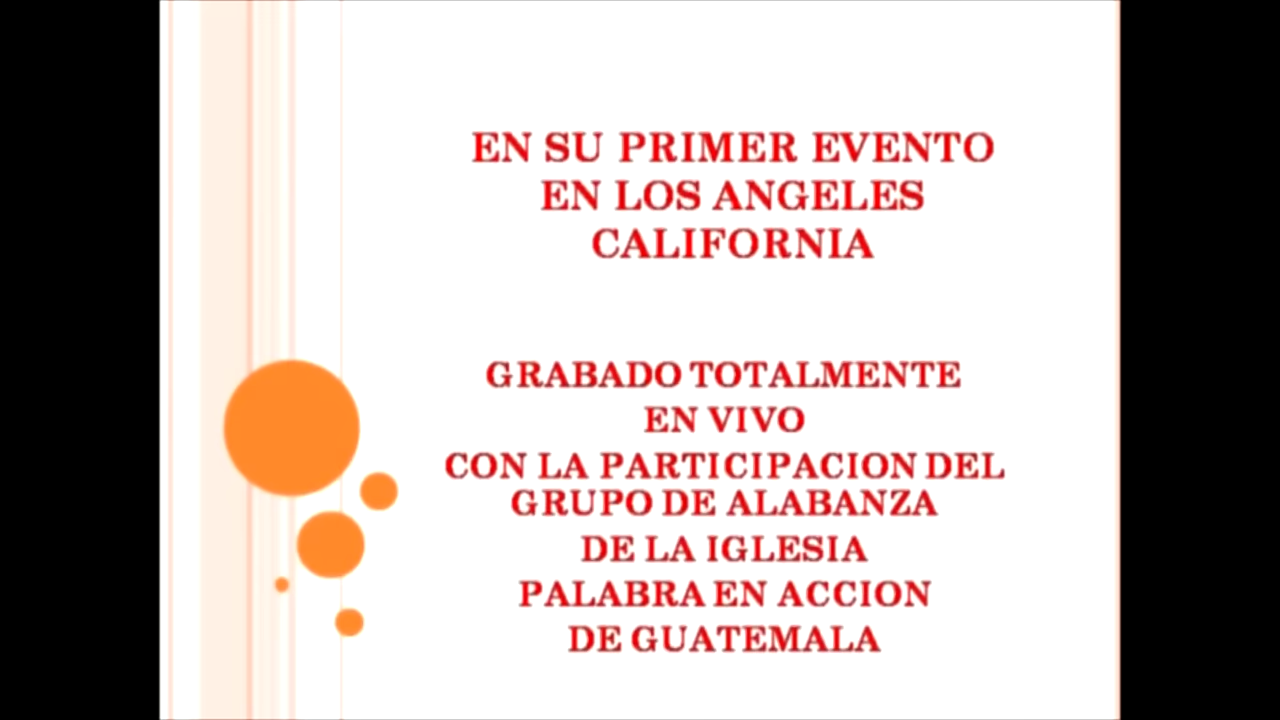 EN SU PRIMER EVENTO
EN LOS ANGELES
CALIFORNIA
GRABADO TOTALMENTE
EN VIVO
CON LA PARTICIPACION DEL
GRUPO DE ALABANZA
DE LA IGLESIA
PALABRA EN ACCION
DE GUATEMALA